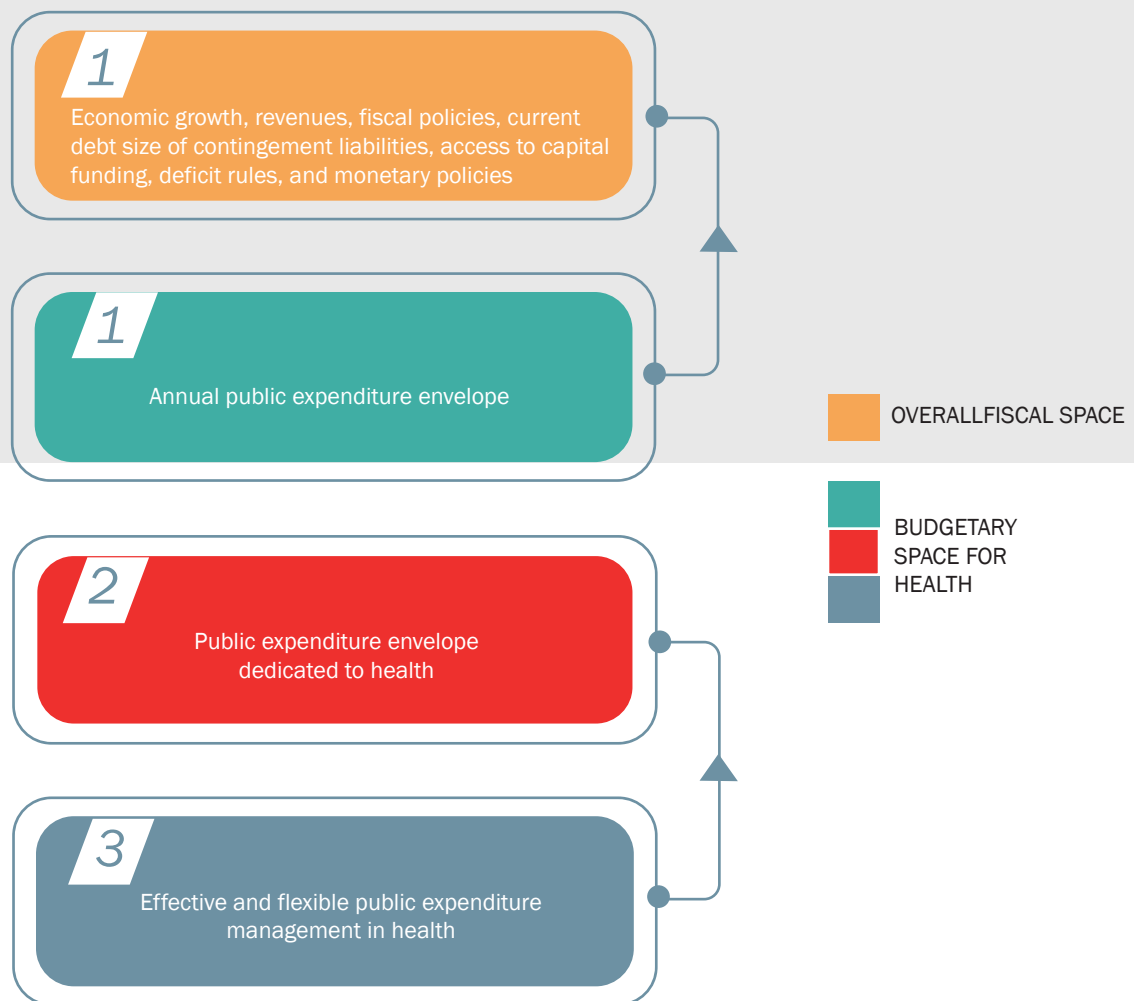 1
Economic growth, revenues, fiscal policies, current
debt size of contingement liabilities, access to capital
funding, deficit rules, and monetary policies
1
Annual public expenditure envelope
OVERALLFISCAL SPACE
BUDGETARY
SPACE FOR
HEALTH
2
Public expenditure envelope
dedicated to health
3
Effective and flexible public expenditure
management in health